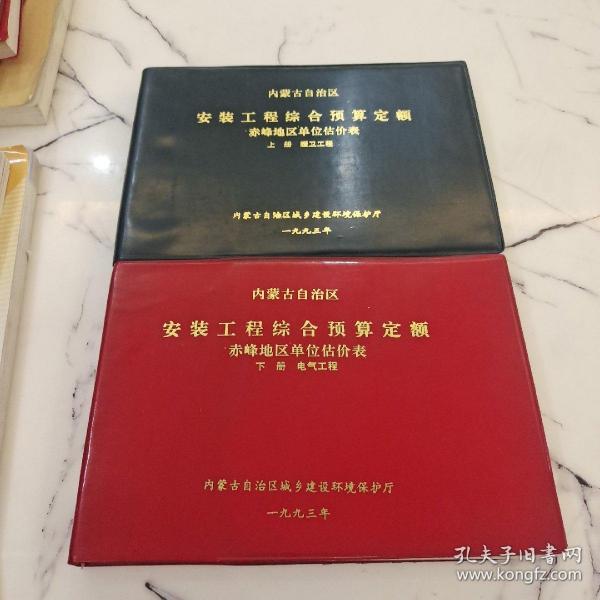 内蒙古自治区
安装工程综合预算定额
赤峰地区单位估价表
上 册 暖卫工程
内蒙古自治区城乡建设环境保护厅
一九九三年
内蒙古自治区
安装工程综合预算定额
赤峰地区单位估价表
下 册 电气工程
内蒙古自治区城乡建设环境保护厅
一九九三年
孔夫子旧书网
www.kongfz.com